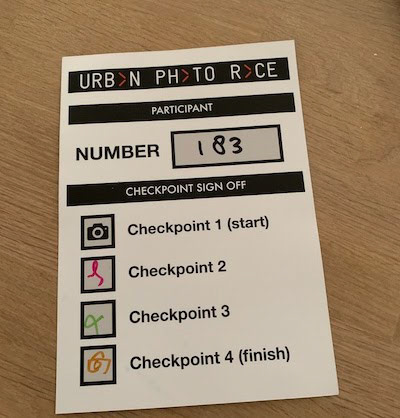 URB>N PH>TO R>CE
PARTICIPANT
NUMBER 183
CHECKPOINT SIGN OFF
Checkpoint 1 (start)
Checkpoint 2
Checkpoint 3
Checkpoint 4 (finish)